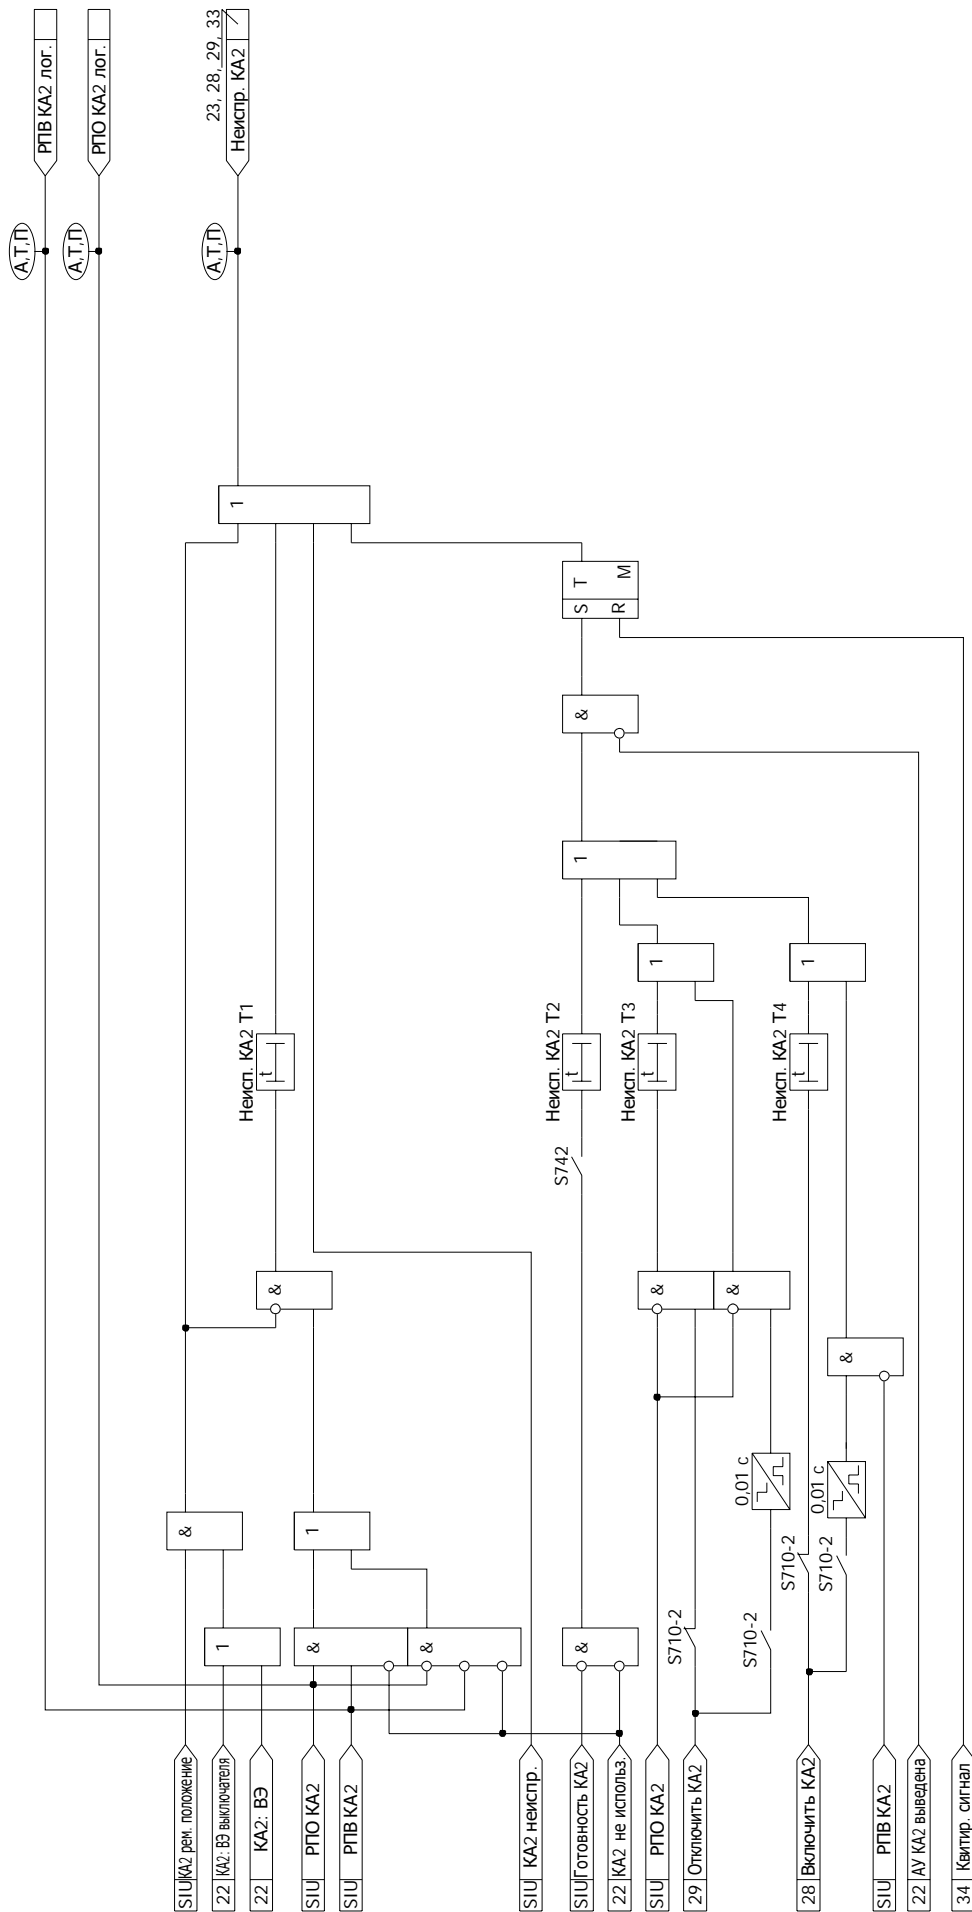 РПВ КА2 лог.
РПО КА2 лог.
23, 28, 29, 33
Неиспр. КА2
А,Т,П
А,Т,П
А,Т,П
1
S T
R M
&
1
1
1
Неисп. КА2 Т1
t
Неисп. КА2 Т2
t
Неисп. КА2 Т3
t
Неисп. КА2 Т4
t
S742
&
&
&
&
0,01 с
0,01 с
&
1
S710-2
S710-2
S710-2
S710-2
1
&
&
&
SIU КА2 рем. положение
22 КА2: ВЭ выключателя
22 КА2: ВЭ
SIU РПО КА2
SIU РПВ КА2
SIU КА2 неиспр.
SIU Готовность КА2
22 КА2 не использ.
SIU РПО КА2
29 Отключить КА2
28 Включить КА2
SIU РПВ КА2
22 АУ КА2 выведена
34 Квитир. сигнал